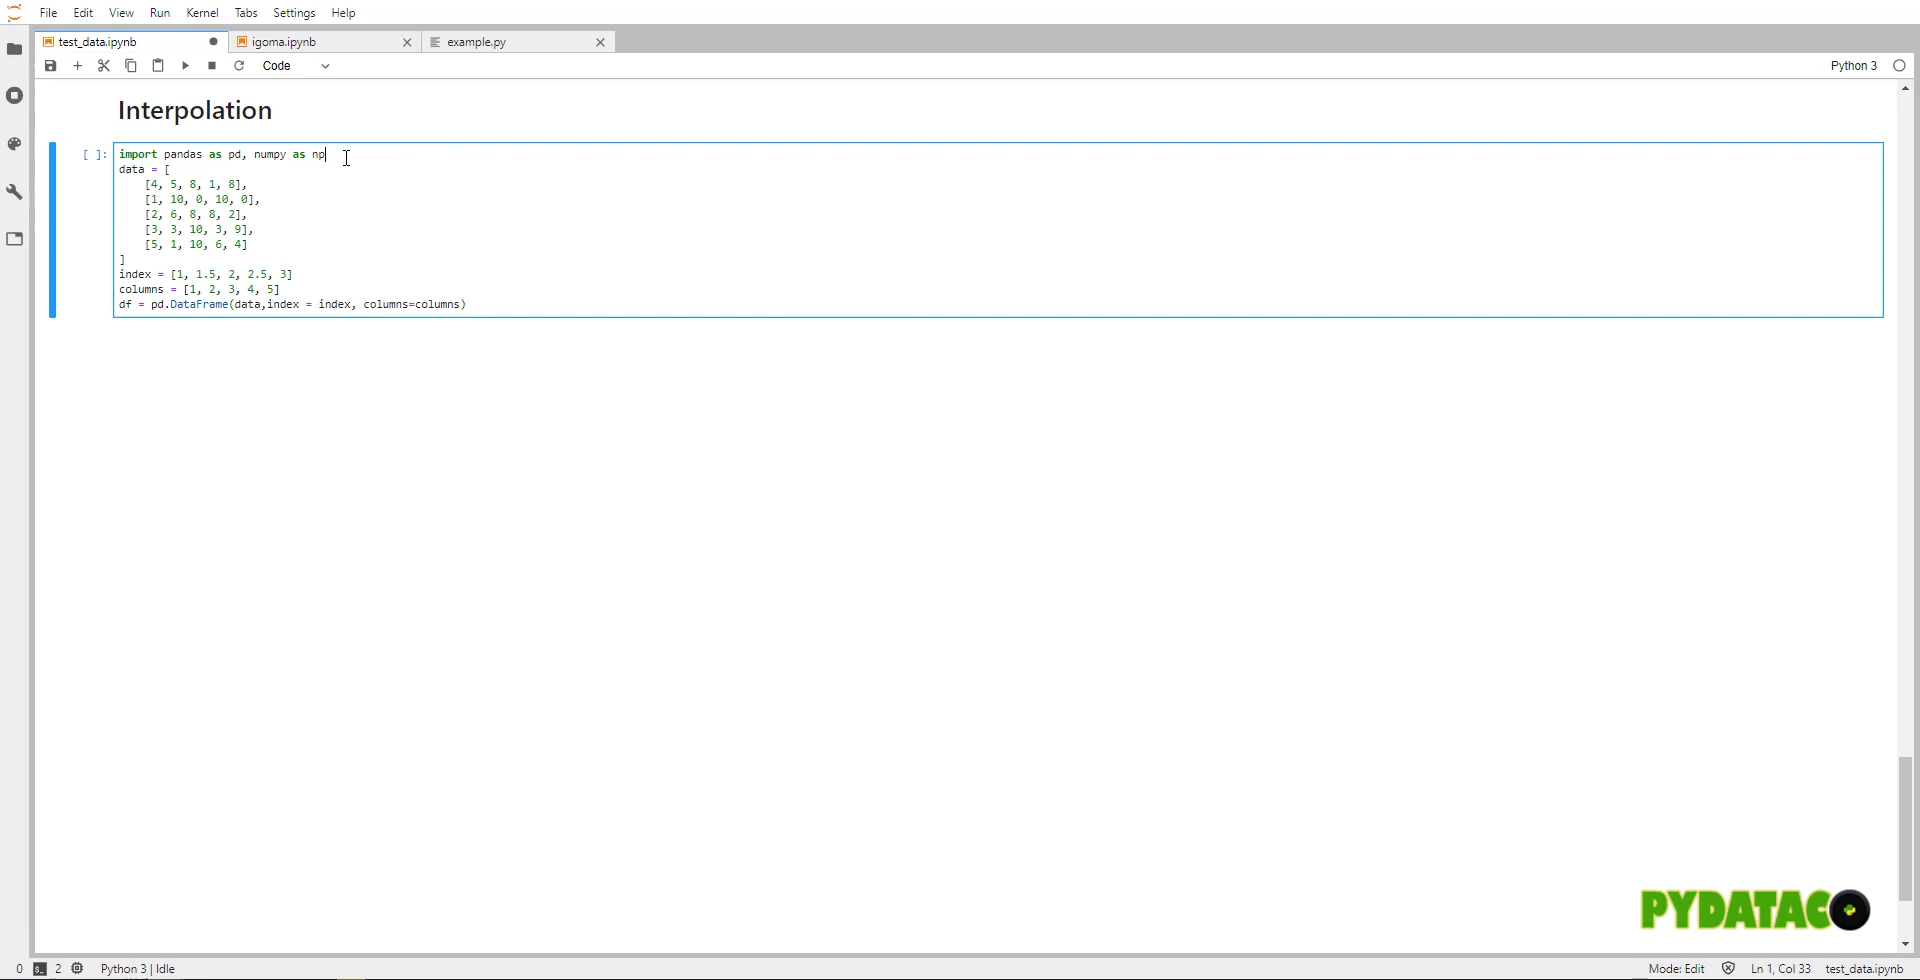 File Edit View Run Kernel Tabs Settings Help
test_data.ipynb igoma.ipynb example.py
Code Python 3
Interpolation
[ ]: import pandas as pd, numpy as np
data = [
[4, 5, 8, 1, 8],
[1, 10, 0, 10, 0],
[2, 6, 8, 8, 2],
[3, 3, 10, 3, 9],
[5, 1, 10, 6, 4]
]
index = [1, 1.5, 2, 2.5, 3]
columns = [1, 2, 3, 4, 5]
df = pd.DataFrame(data,index = index, columns=columns)
PYDATACO
0 $_ 2 Python 3 | Idle Mode: Edit Ln 1, Col 33 test_data.ipynb